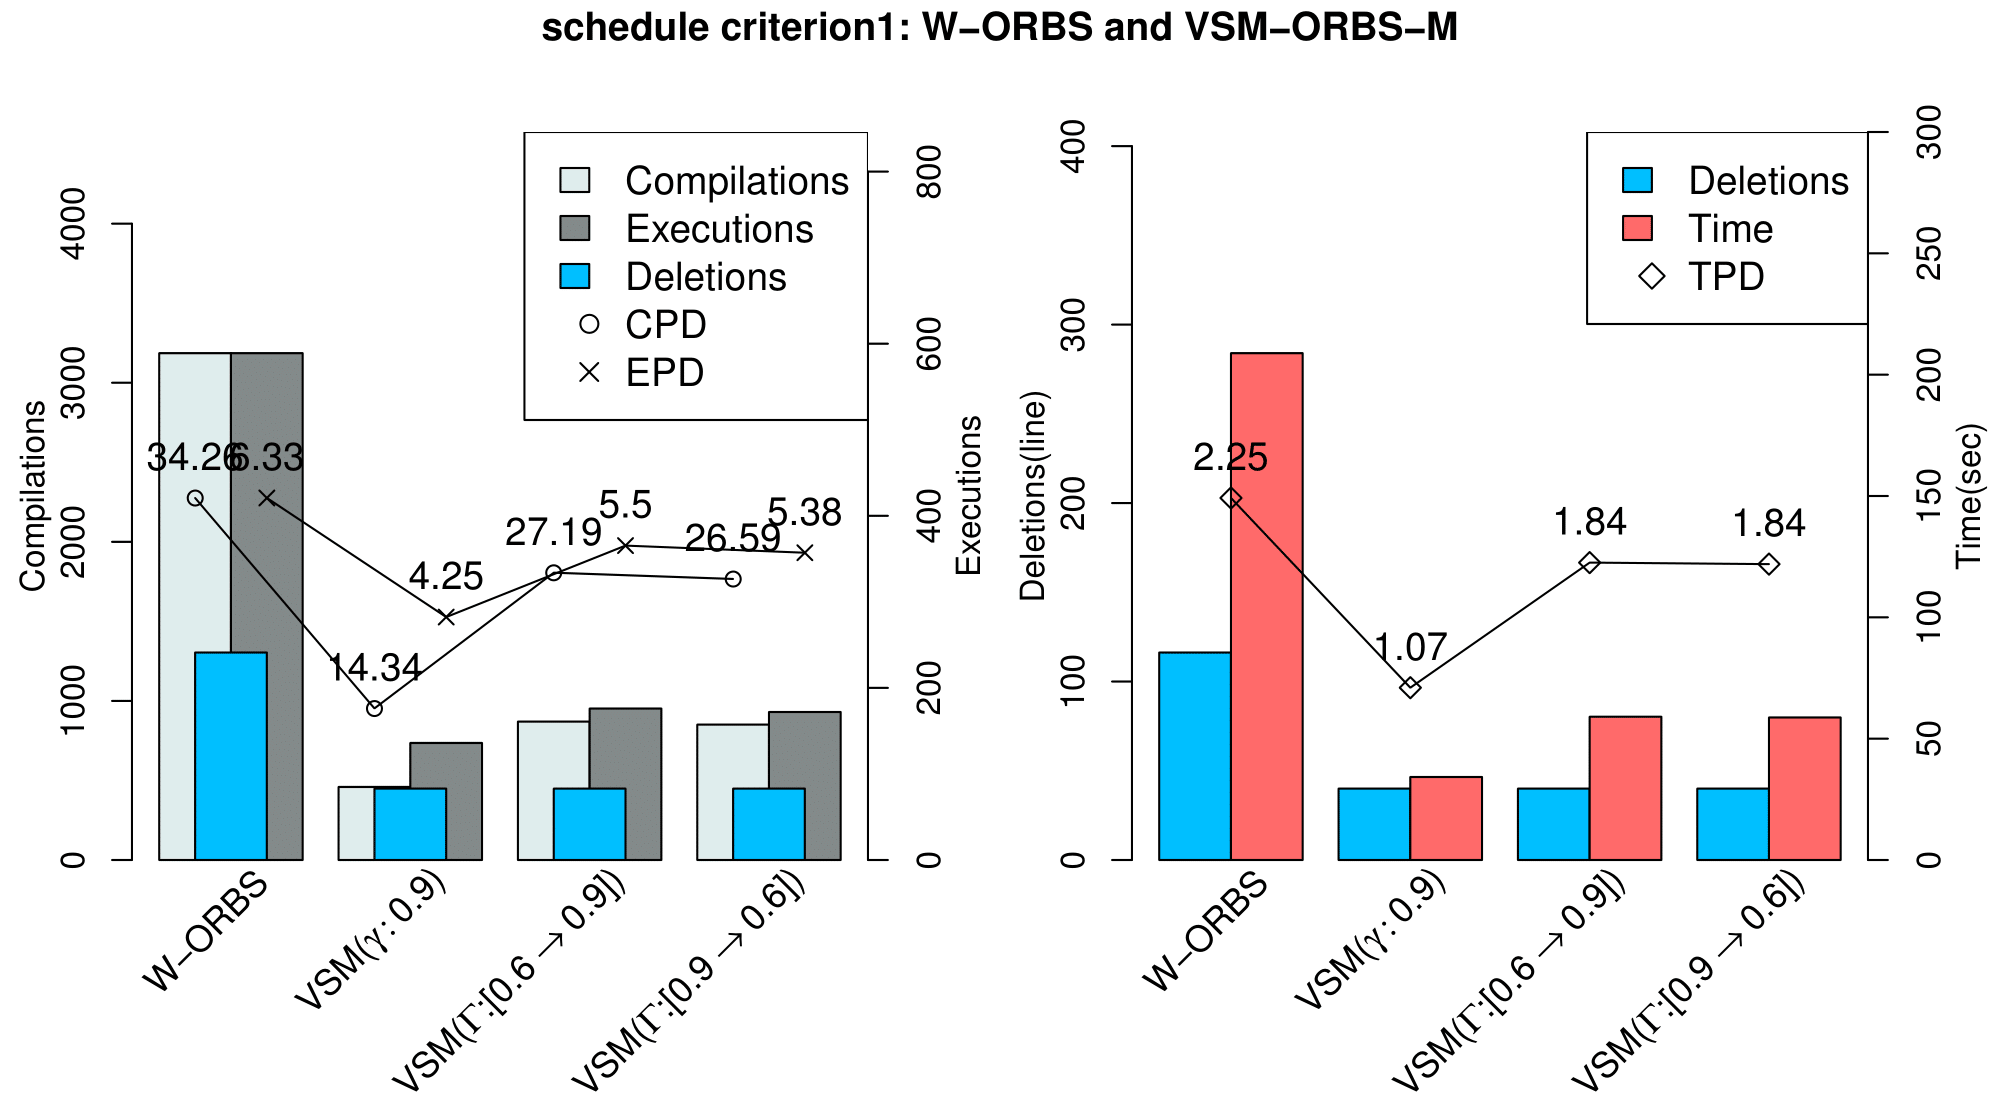 schedule criterion1: W−ORBS and VSM−ORBS−M
Compilations
0
1000
2000
3000
4000
Compilations
Executions
Deletions
CPD
EPD
34.26
6.33
14.34
4.25
27.19
5.5
26.59
5.38
0
200
400
600
800
Executions
W−ORBS
VSM(γ: 0.9)
VSM(Γ:[0.6 → 0.9])
VSM(Γ:[0.9 → 0.6])
Deletions(line)
0
100
200
300
400
Deletions
Time
TPD
2.25
1.07
1.84
1.84
0
50
100
150
200
250
300
Time(sec)
W−ORBS
VSM(γ: 0.9)
VSM(Γ:[0.6 → 0.9])
VSM(Γ:[0.9 → 0.6])